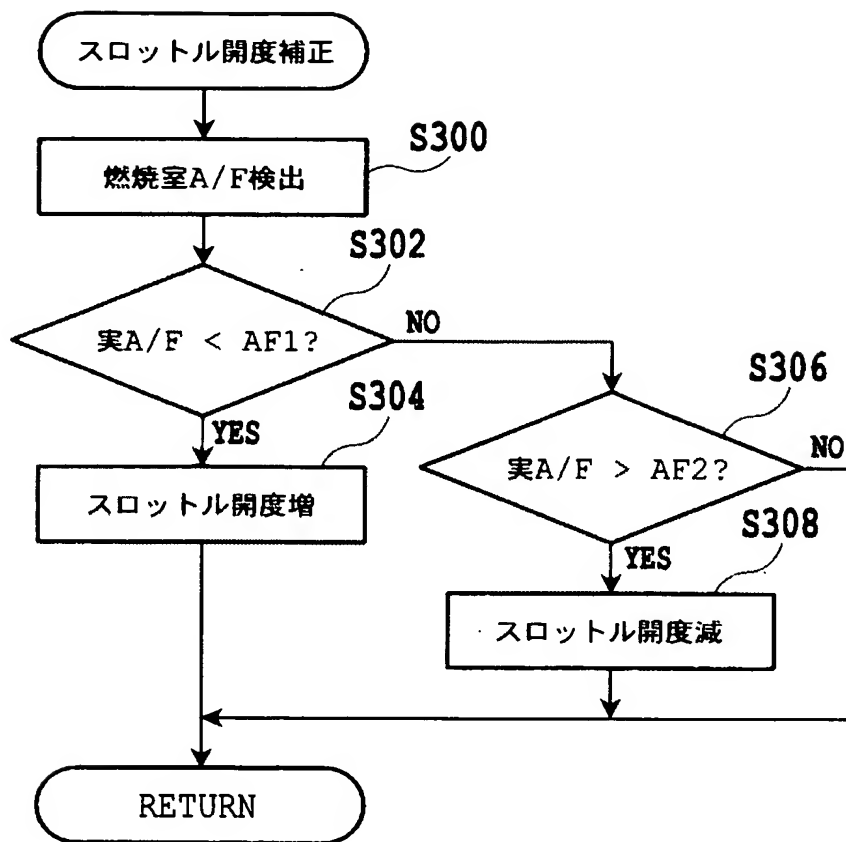 スロットル開度補正
S300
燃焼室A/F検出
S302
実A/F < AF1?
NO
S304
YES
スロットル開度増
S306
実A/F > AF2?
NO
S308
YES
スロットル開度減
RETURN